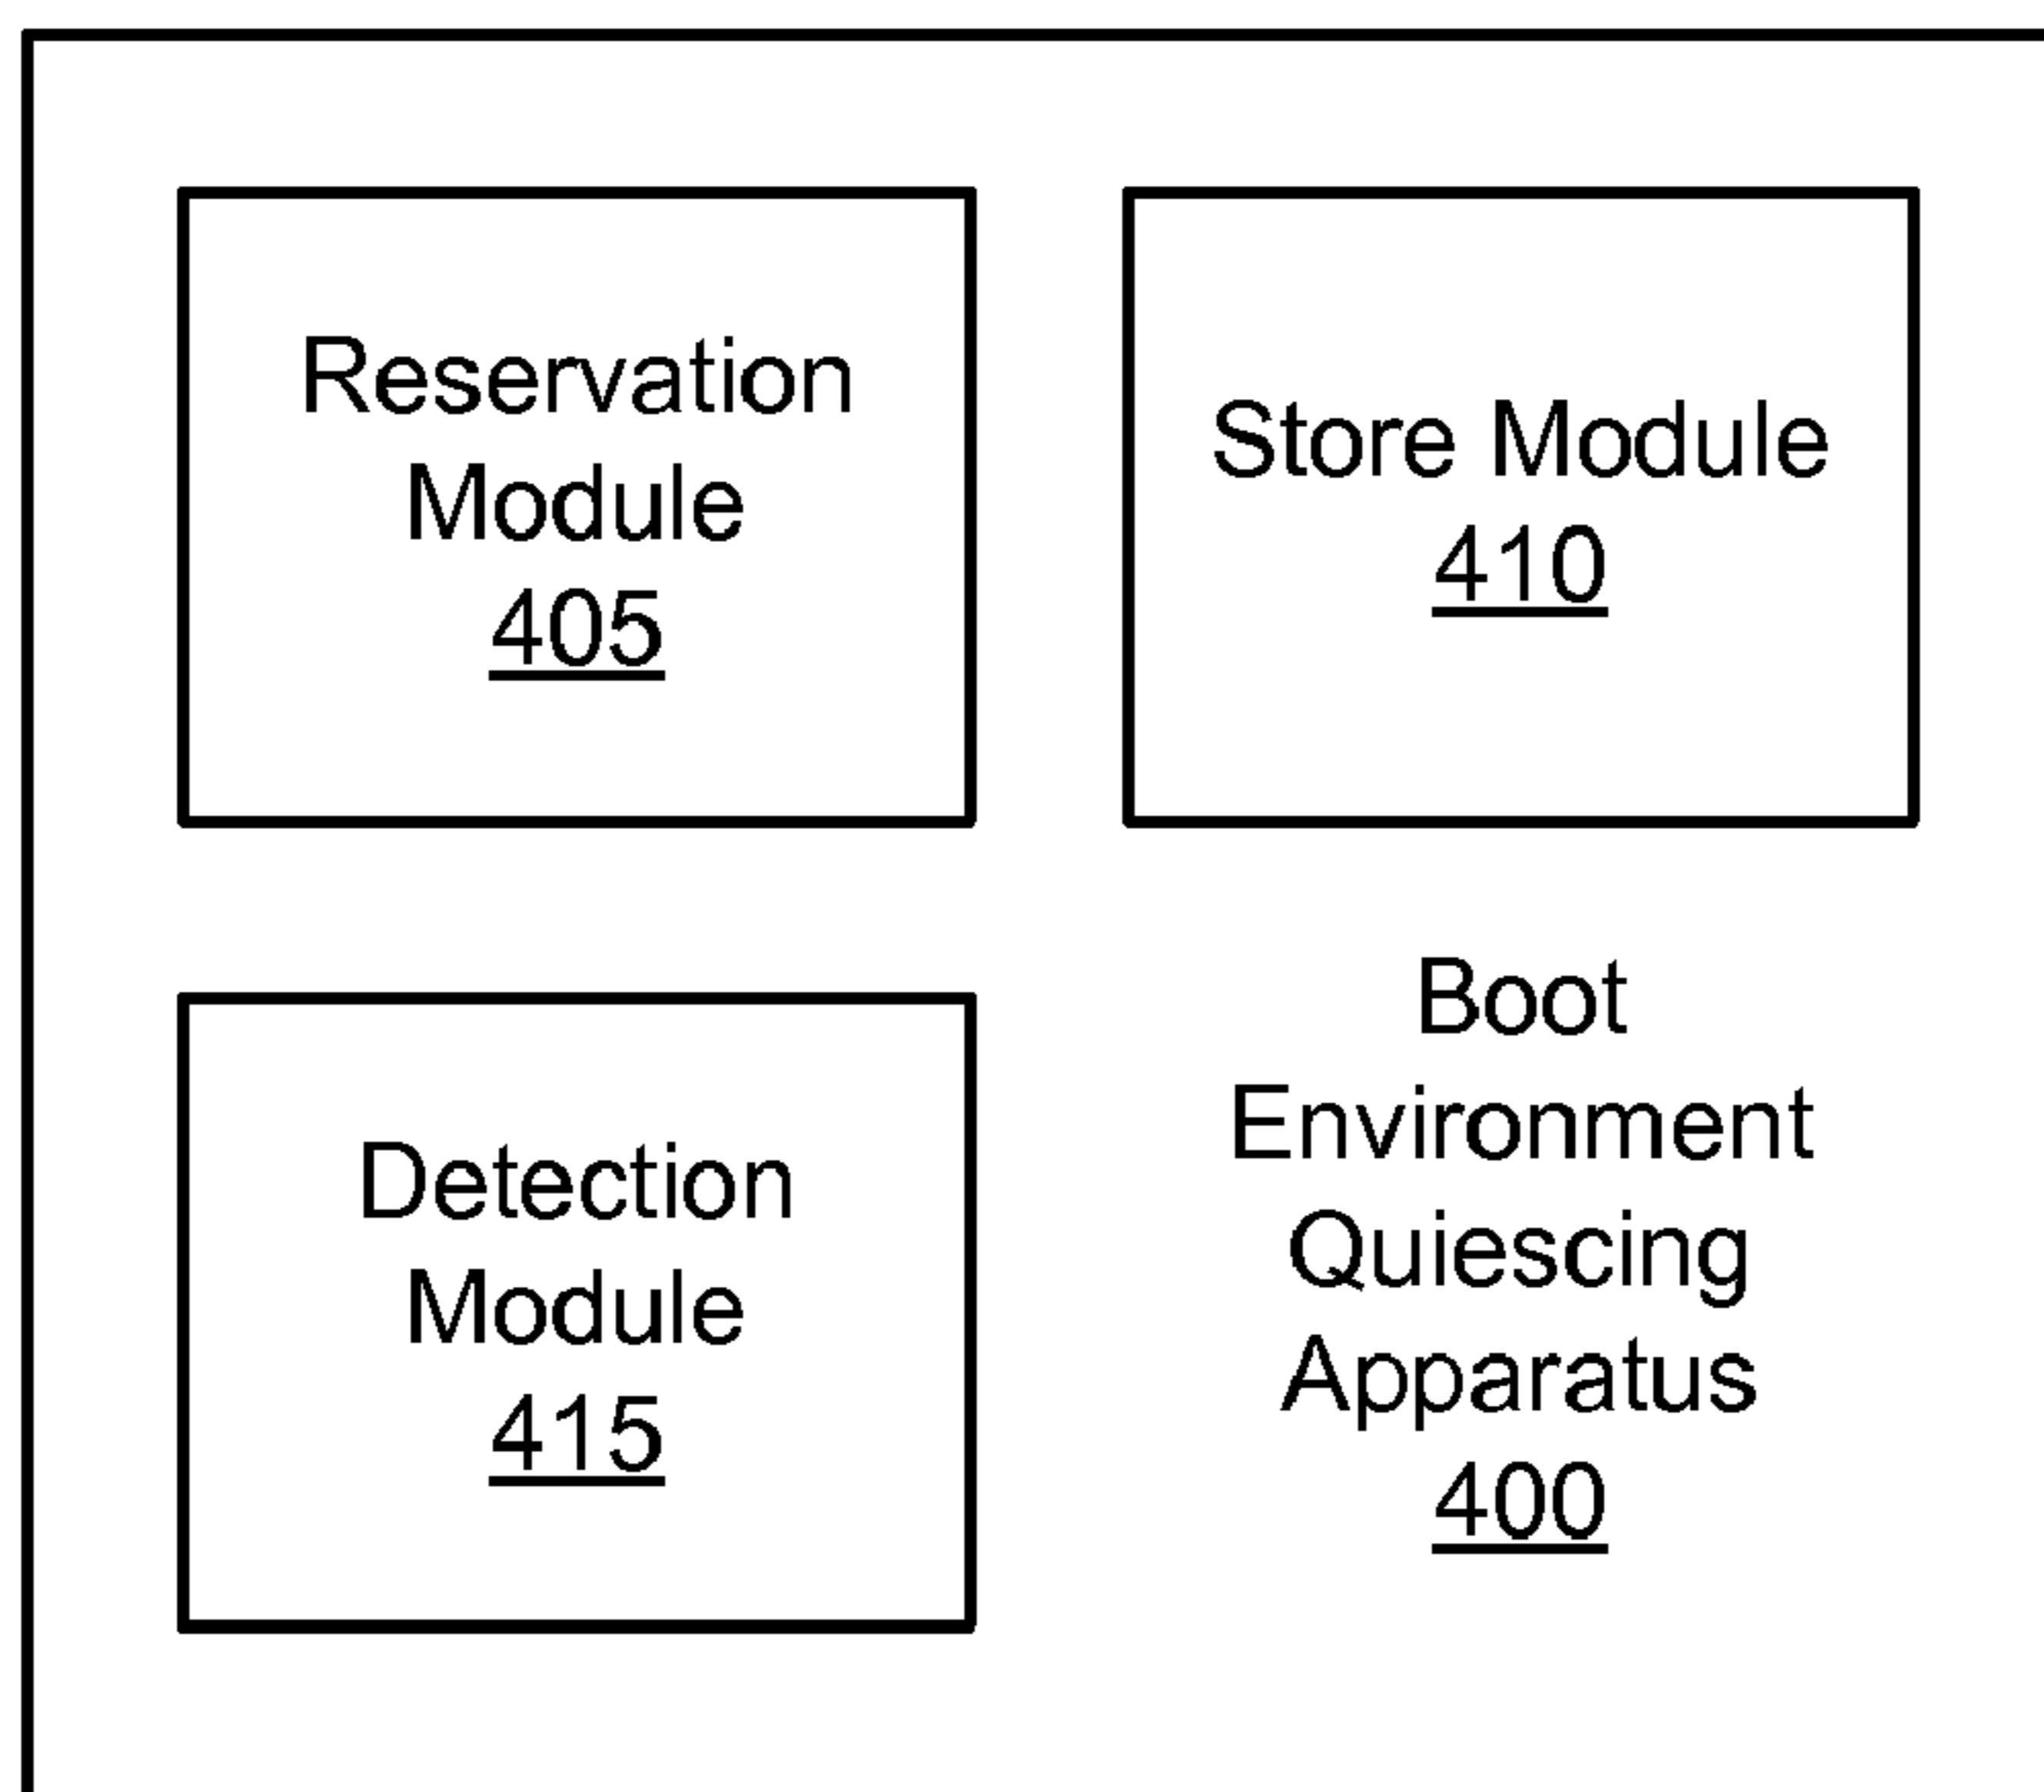 Reservation
Module
405
Store Module
410
Detection
Module
415
Boot
Environment
Quiescing
Apparatus
400